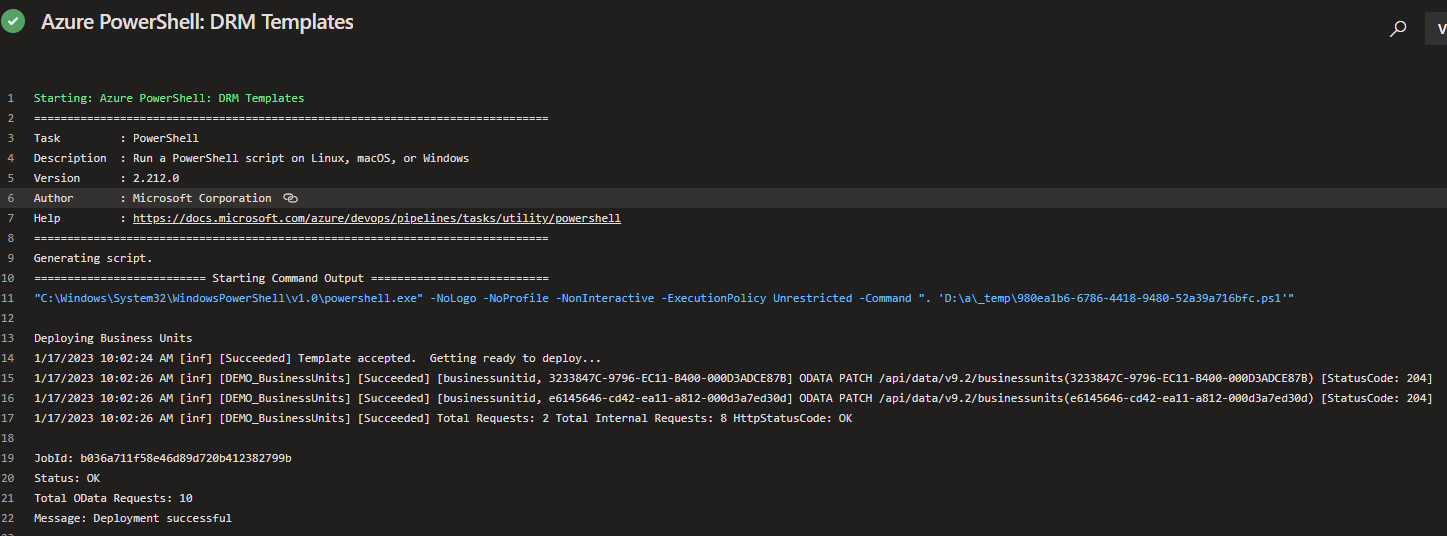 Azure PowerShell: DRM Templates
V
1 Starting: Azure PowerShell: DRM Templates
2 ==============================================================================
3 Task         : PowerShell
4 Description  : Run a PowerShell script on Linux, macOS, or Windows
5 Version      : 2.212.0
6 Author       : Microsoft Corporation
7 Help         : https://docs.microsoft.com/azure/devops/pipelines/tasks/utility/powershell
8 ==============================================================================
9 Generating script.
10 ========================== Starting Command Output ===========================
11 "C:\Windows\System32\WindowsPowerShell\v1.0\powershell.exe" -NoLogo -NoProfile -NonInteractive -ExecutionPolicy Unrestricted -Command ". 'D:\a\_temp\980ea1b6-6786-4418-9480-52a39a716bfc.ps1'"
12
13 Deploying Business Units
14 1/17/2023 10:02:24 AM [inf] [Succeeded] Template accepted.  Getting ready to deploy...
15 1/17/2023 10:02:26 AM [inf] [DEMO_BusinessUnits] [Succeeded] [businessunitid, 3233847C-9796-EC11-B400-000D3ADCE87B] ODATA PATCH /api/data/v9.2/businessunits(3233847C-9796-EC11-B400-000D3ADCE87B) [StatusCode: 204]
16 1/17/2023 10:02:26 AM [inf] [DEMO_BusinessUnits] [Succeeded] [businessunitid, e6145646-cd42-ea11-a812-000d3a7ed30d] ODATA PATCH /api/data/v9.2/businessunits(e6145646-cd42-ea11-a812-000d3a7ed30d) [StatusCode: 204]
17 1/17/2023 10:02:26 AM [inf] [DEMO_BusinessUnits] [Succeeded] Total Requests: 2 Total Internal Requests: 8 HttpStatusCode: OK
18
19 JobId: b036a711f58e46d89d720b412382799b
20 Status: OK
21 Total OData Requests: 10
22 Message: Deployment successful